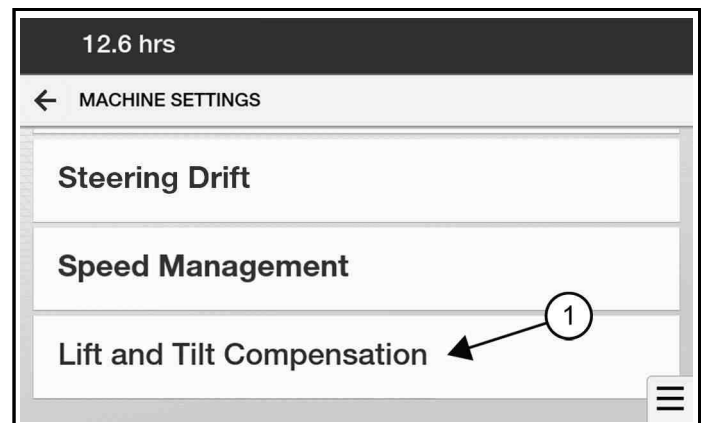 12.6 hrs
MACHINE SETTINGS
Steering Drift
Speed Management
1
Lift and Tilt Compensation